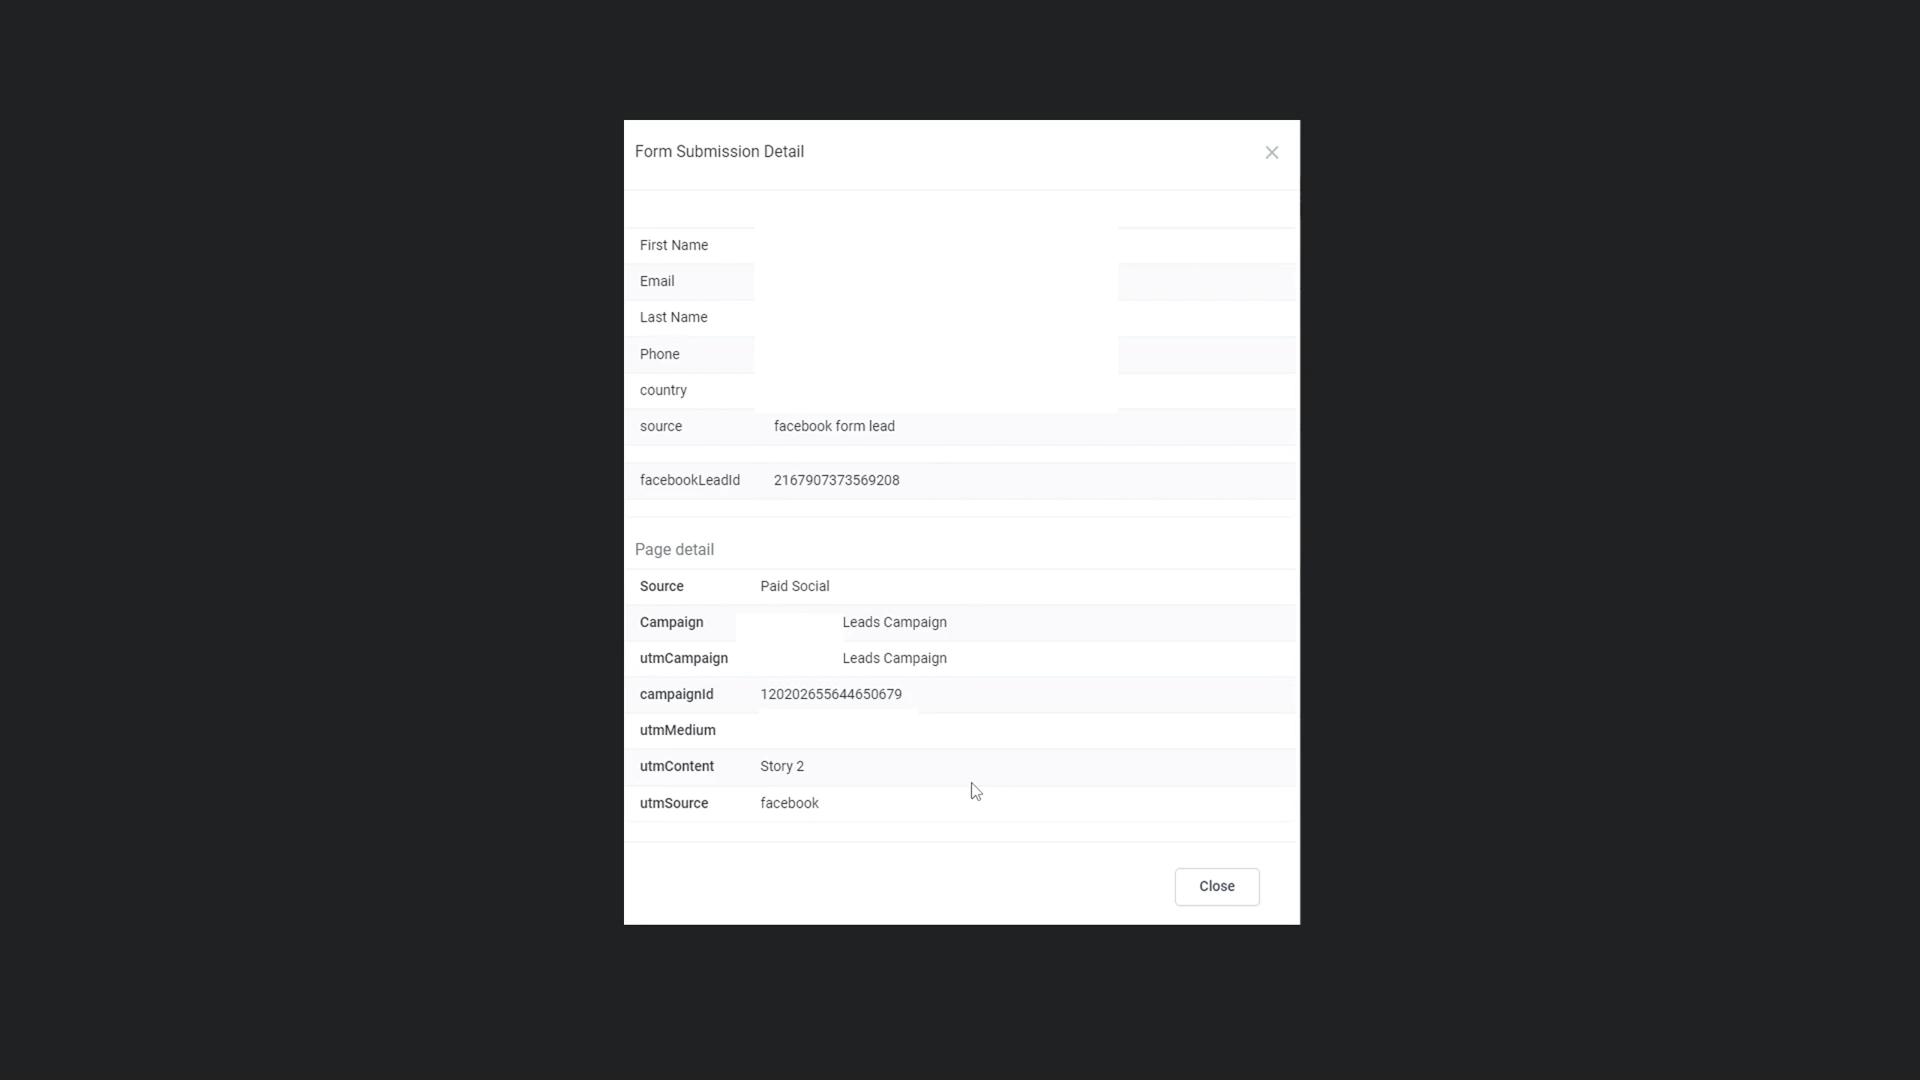 Form Submission Detail
First Name
Email
Last Name
Phone
country
source facebook form lead
facebookLeadId 2167907373569208
Page detail
Source Paid Social
Campaign Leads Campaign
utmCampaign Leads Campaign
campaignId 120202655644650679
utmMedium
utmContent Story 2
utmSource facebook
Close